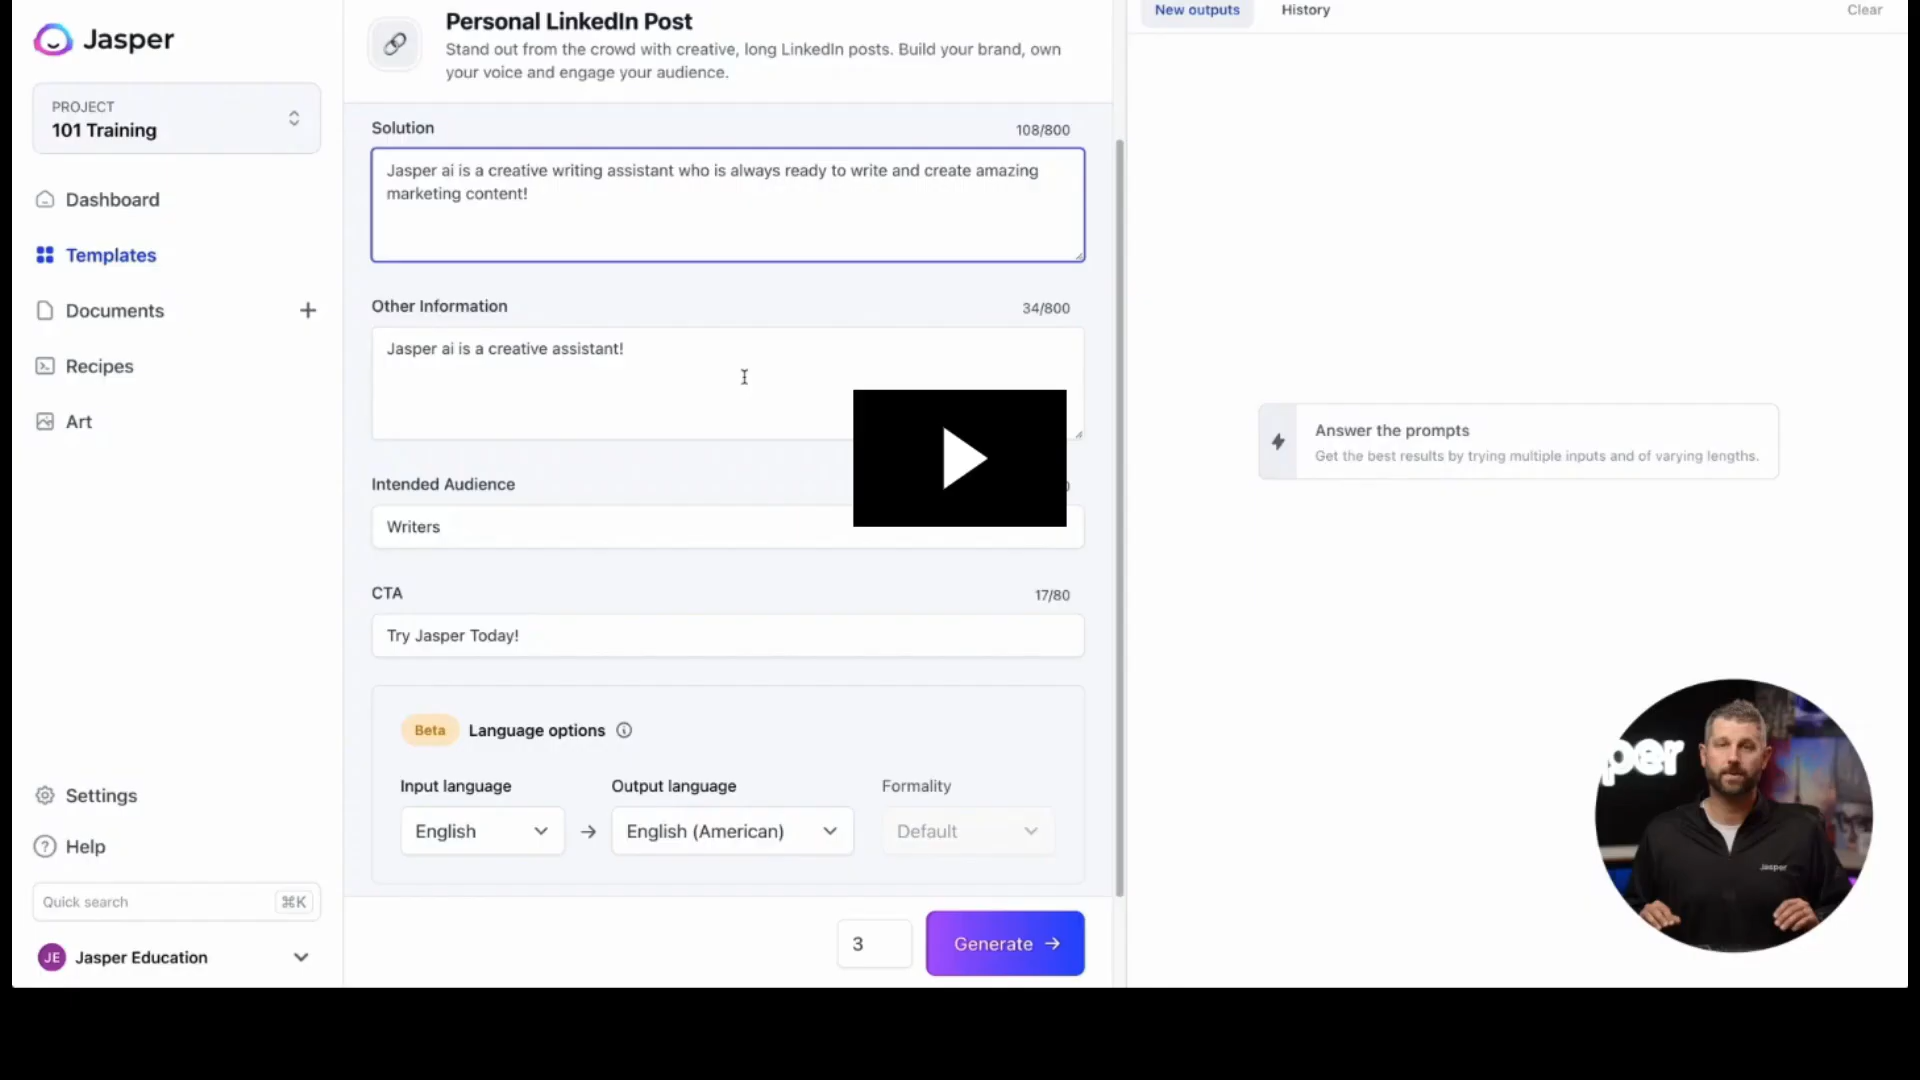 Jasper
PROJECT
101 Training
Dashboard
Templates
Documents
Recipes
Art
Settings
Help
Quick search
⌘K
JE
Jasper Education
Personal LinkedIn Post
Stand out from the crowd with creative, long LinkedIn posts. Build your brand, own
your voice and engage your audience.
Solution
108/800
Jasper ai is a creative writing assistant who is always ready to write and create amazing
marketing content!
Other Information
34/800
Jasper ai is a creative assistant!
Intended Audience
Writers
CTA
17/80
Try Jasper Today!
Beta
Language options
Input language
Output language
Formality
English
English (American)
Default
3
Generate
New outputs
History
Clear
Answer the prompts
Get the best results by trying multiple inputs and of varying lengths.
per
Jasper